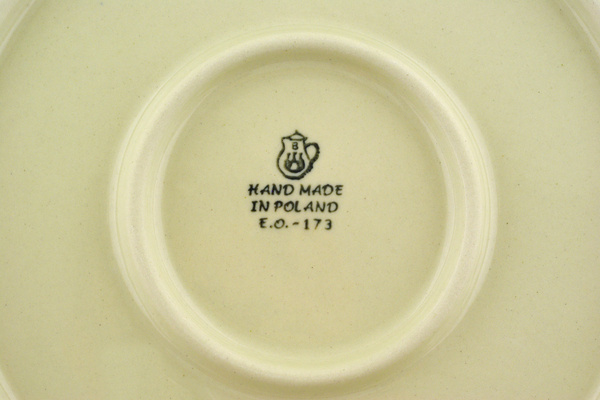 B
HAND MADE
IN POLAND
E.O.-173